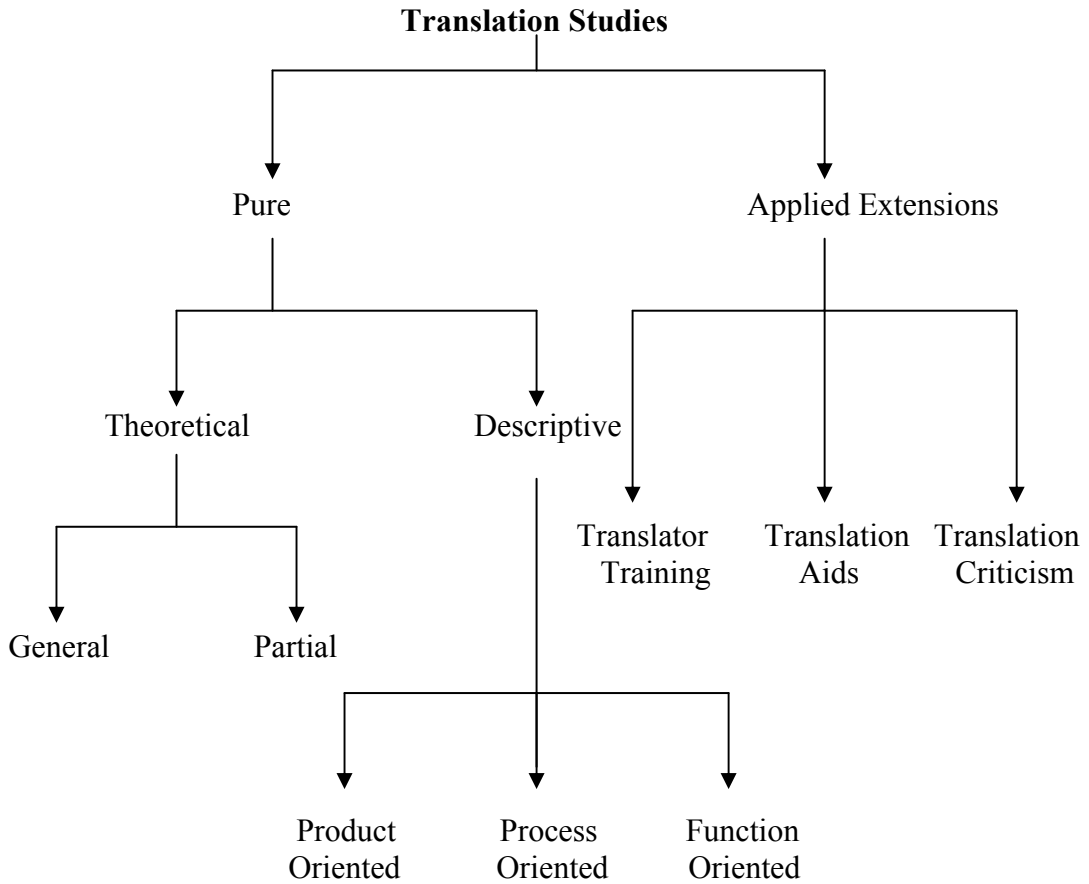 Translation Studies
Pure
Applied Extensions
Theoretical
Descriptive
Translator
Training
Translation
Aids
Translation
Criticism
General
Partial
Product
Oriented
Process
Oriented
Function
Oriented